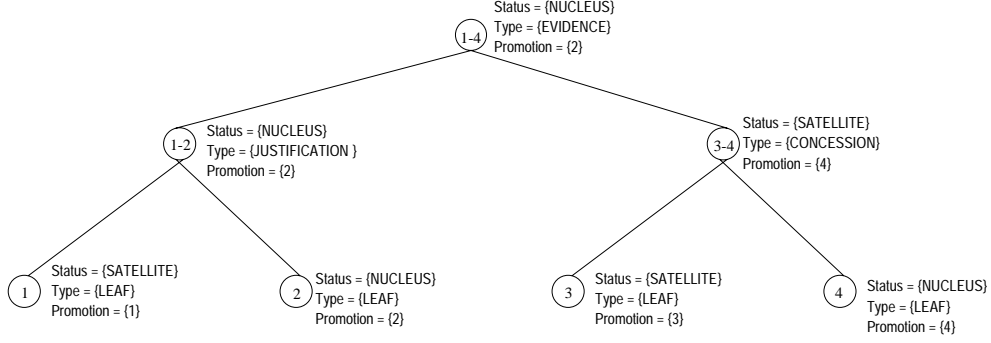 1-4
Status = {NUCLEUS}
Type = {EVIDENCE}
Promotion = {2}
1-2
Status = {NUCLEUS}
Type = {JUSTIFICATION }
Promotion = {2}
3-4
Status = {SATELLITE}
Type = {CONCESSION}
Promotion = {4}
1
Status = {SATELLITE}
Type = {LEAF}
Promotion = {1}
2
Status = {NUCLEUS}
Type = {LEAF}
Promotion = {2}
3
Status = {SATELLITE}
Type = {LEAF}
Promotion = {3}
4
Status = {NUCLEUS}
Type = {LEAF}
Promotion = {4}